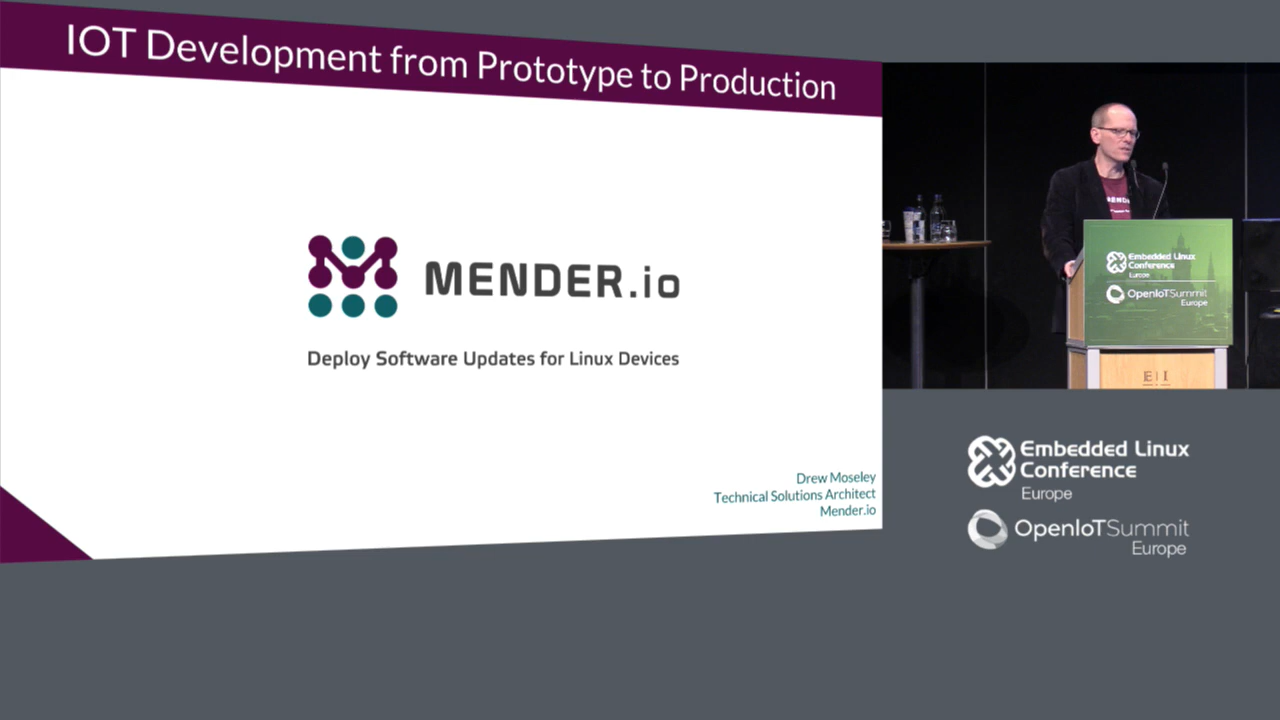 IOT Development from Prototype to Production
MENDER.io
Deploy Software Updates for Linux Devices
Drew Moseley
Technical Solutions Architect
Mender.io
Embedded Linux
Conference
Europe
OpenIoTSummit
Europe
Embedded Linux
Conference
Europe
OpenIoTSummit
Europe